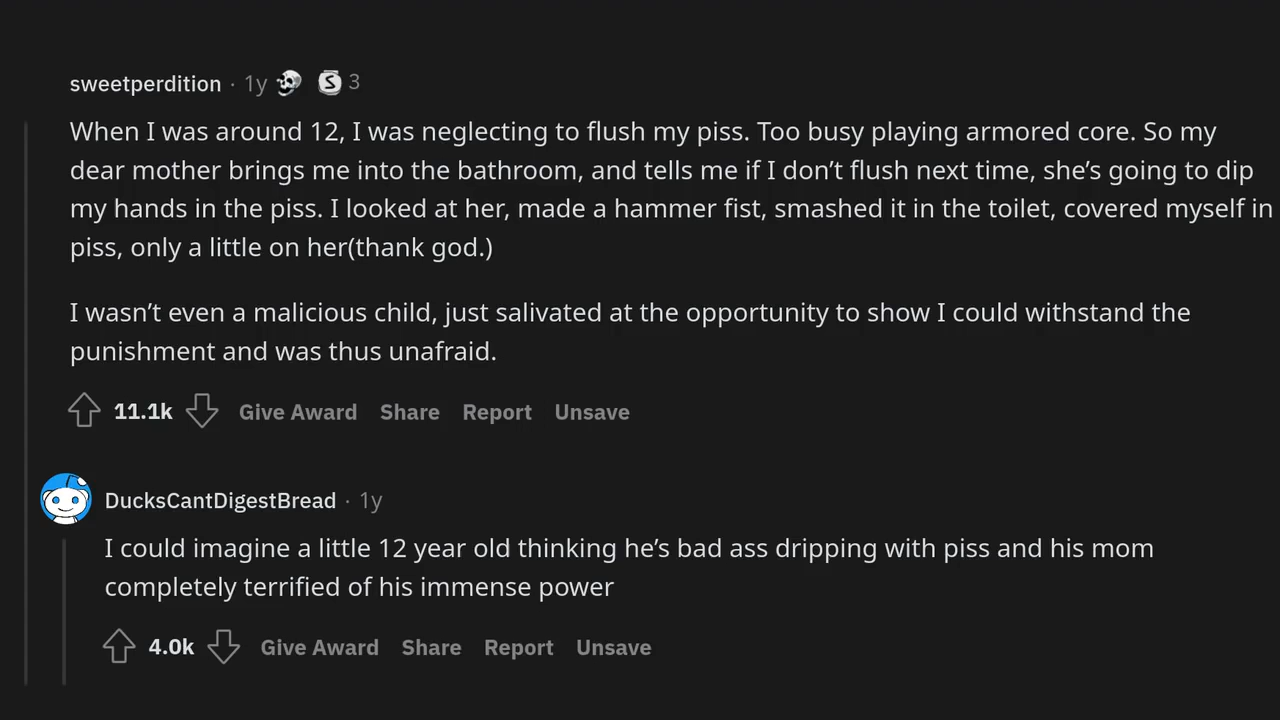 sweetperdition · 1y 3
When I was around 12, I was neglecting to flush my piss. Too busy playing armored core. So my
dear mother brings me into the bathroom, and tells me if I don’t flush next time, she’s going to dip
my hands in the piss. I looked at her, made a hammer fist, smashed it in the toilet, covered myself in
piss, only a little on her(thank god.)
I wasn’t even a malicious child, just salivated at the opportunity to show I could withstand the
punishment and was thus unafraid.
11.1k Give Award Share Report Unsave
DucksCantDigestBread · 1y
I could imagine a little 12 year old thinking he’s bad ass dripping with piss and his mom
completely terrified of his immense power
4.0k Give Award Share Report Unsave